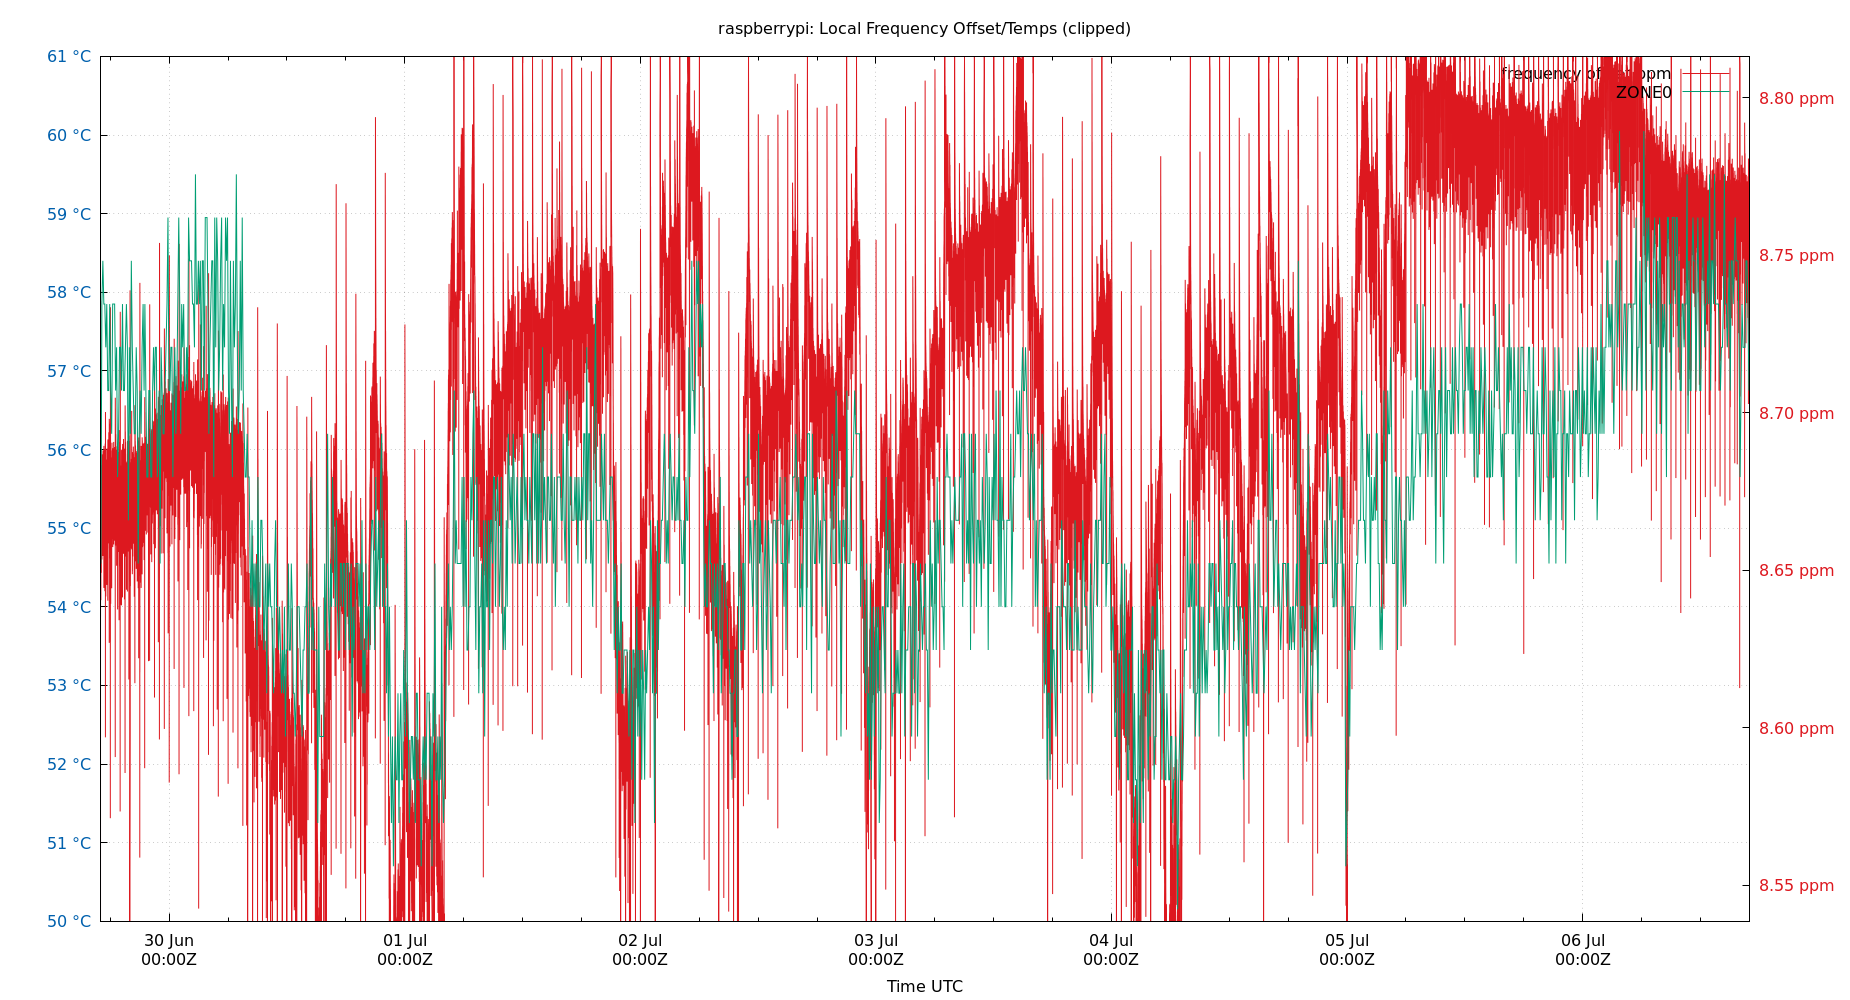 raspberrypi: Local Frequency Offset/Temps (clipped)
61 °C
60 °C
59 °C
58 °C
57 °C
56 °C
55 °C
54 °C
53 °C
52 °C
51 °C
50 °C
frequency offset ppm
ZONE0
8.80 ppm
8.75 ppm
8.70 ppm
8.65 ppm
8.60 ppm
8.55 ppm
30 Jun
00:00Z
01 Jul
00:00Z
02 Jul
00:00Z
03 Jul
00:00Z
04 Jul
00:00Z
05 Jul
00:00Z
06 Jul
00:00Z
Time UTC